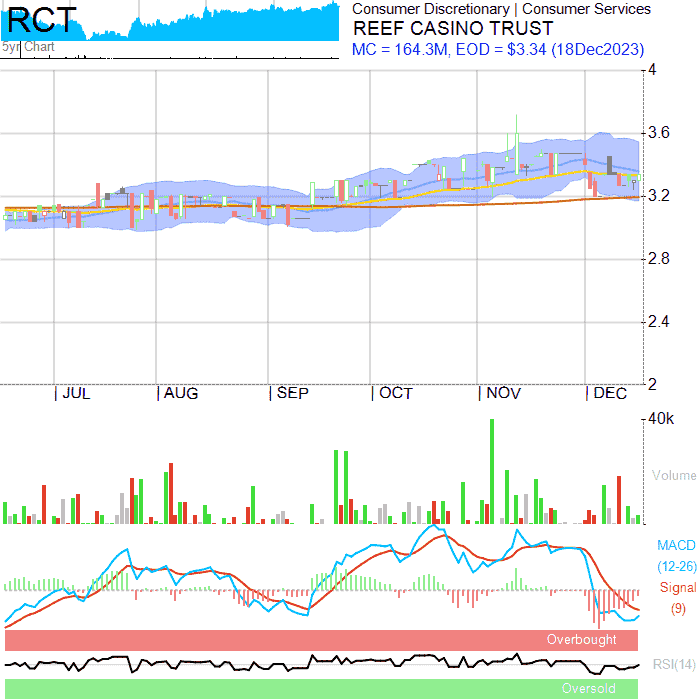 RCT
5yr Chart
Consumer Discretionary | Consumer Services
REEF CASINO TRUST
MC = 164.3M, EOD = $3.34 (18Dec2023)
4
3.6
3.2
2.8
2.4
2
JUL AUG SEP OCT NOV DEC
40k
Volume
MACD
(12-26)
Signal
(9)
Overbought
RSI(14)
Oversold